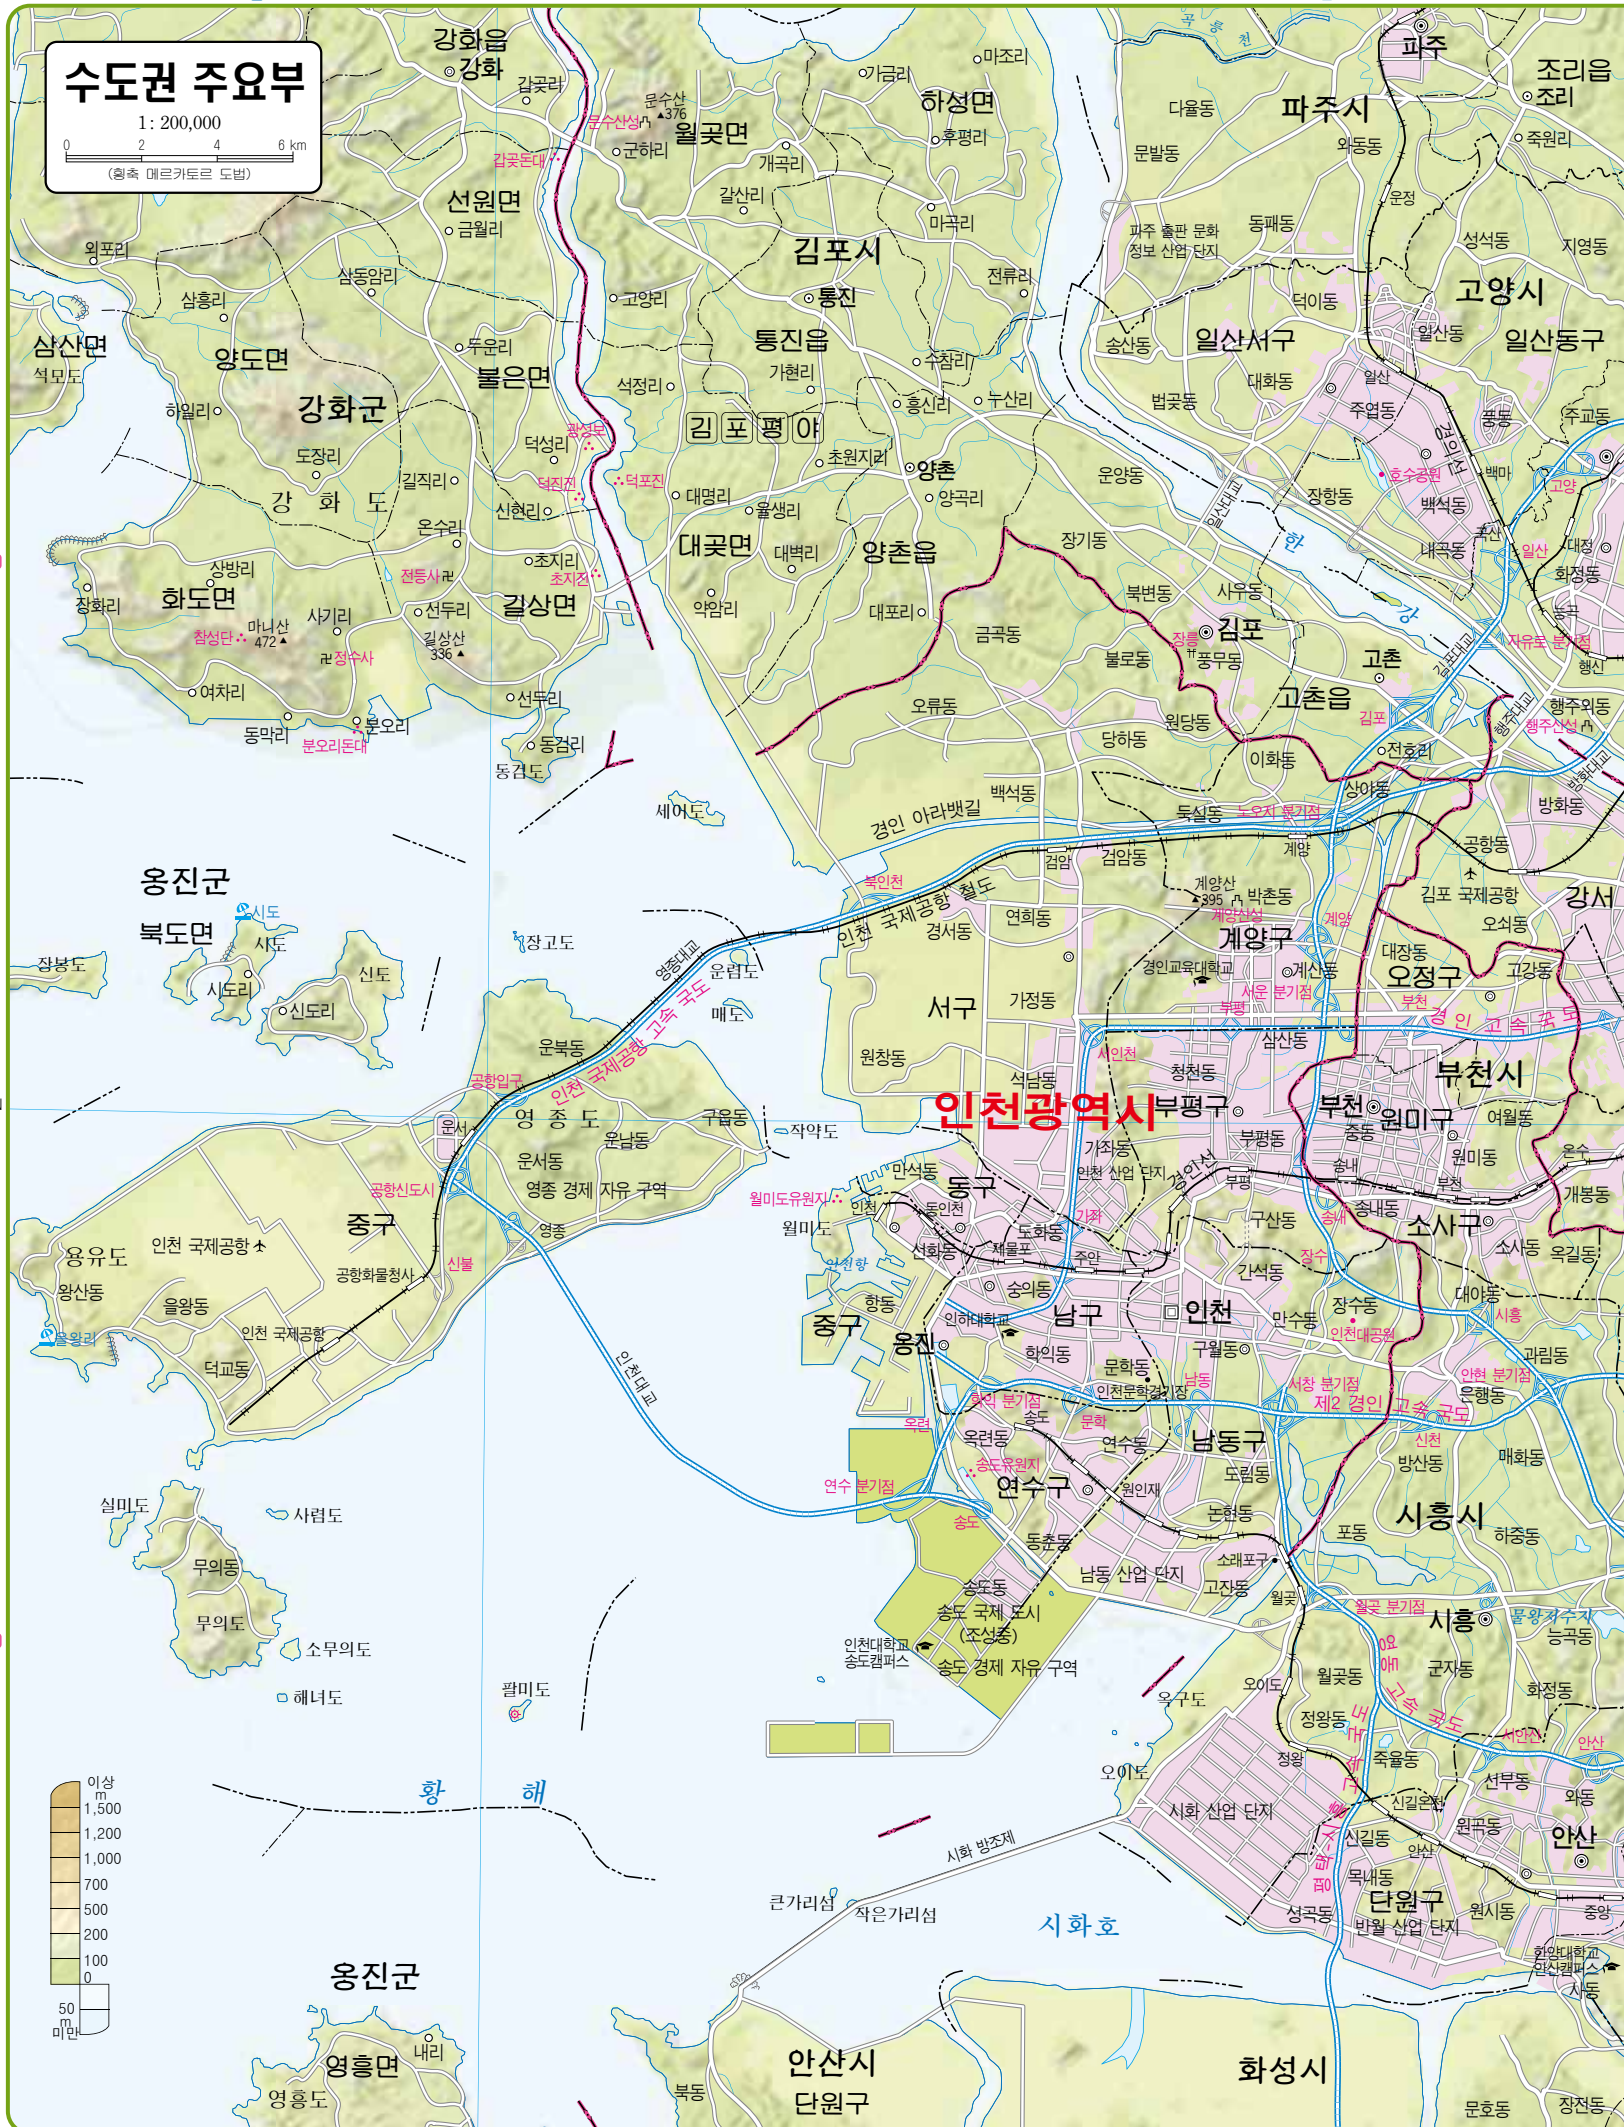 수도권 주요부
1 : 200,000
0 2 4 6 km
(횡축 메르카토르 도법)
강화읍
강화
갑곶리
문수산
▲376
문수산성
월곶면
군하리
갑곶돈대
가금리
마조리
하성면
후평리
개곡리
갈산리
마곡리
곡릉천
파주
조리읍
조리
다율동
파주시
죽원리
문발동
와동동
운정
파주 출판 문화
정보 산업 단지
동패동
성석동
지영동
선원면
금월리
외포리
삼동암리
삼흥리
김포시
고양리
통진
전류리
덕이동
고양시
삼산면
석모도
양도면
두운리
불은면
통진읍
수참리
송산동
일산서구
일산동
일산동구
하일리
강화군
석정리
가현리
흥신리
누산리
법곶동
대화동
일산
주엽동
풍동
주교동
김포평야
광성보
덕성리
도장리
길직리
강화도
덕진진
덕포진
초원지리
양촌
대명리
율생리
양곡리
운양동
일산대교
장항동
호수공원
경의선
백마
백석동
고양
신현리
온수리
대곶면
대벽리
양촌읍
장기동
한강
내곡동
곡산
일산
대정
화정동
상방리
장화리
화도면
전등사
초지리
초지진
선두리
길상면
사기리
마니산
472▲
참성단
길상산
336▲
정수사
약암리
대포리
금곡동
북변동
사우동
장릉
김포
풍무동
불로동
고촌
고촌읍
김포대교
능곡
자유로 분기점
행신
여차리
동막리
분오리
분오리돈대
선두리
동검리
동검도
오류동
원당동
당하동
이화동
김포
전호리
행주대교
행주외동
행주산성
방화대교
세어도
경인 아라뱃길
백석동
둑실동
노오지 분기점
상야동
방화동
옹진군
북도면
시도
시도
시도리
장봉도
신도
신도리
장고도
북인천
인천 국제공항 철도
검암
검암동
계양
계양산
▲395
박촌동
계양산성
계양구
계양
공항동
김포 국제공항
강서
오쇠동
연희동
경서동
영종대교
운렴도
매도
경인교육대학교
계산동
서운 분기점
부평
대장동
오정구
고강동
부천
경인 고속 국도
서구
가정동
원창동
운북동
공항입구
인천 국제공항 고속 국도
석남동
서인천
삼산동
청천동
부천시
인천광역시
부평구
부천
원미구
중동
여월동
영종도
운서
운서동
구읍동
운남동
작약도
영종 경제 자유 구역
가좌동
인천 산업 단지
부평동
경인선
부평
송내
원미동
부천
온수
개봉동
공항신도시
중구
영종
월미도유원지
월미도
만석동
동구
인천
동인천
도화동
가좌
선화동
제물포
주안
구산동
송내
송내동
소사구
소사동
옥길동
용유도
인천 국제공항
왕산동
을왕동
을왕리
공항화물청사
신불
인천항
항동
중구
숭의동
간석동
장수
인하대학교
남구
인천
만수동
장수동
인천대공원
대야동
시흥
인천 국제공항
덕교동
인천대교
옹진
학익동
문학동
구월동
인천문학경기장
남동
서창 분기점
안현 분기점
과림동
은행동
제2 경인 고속 국도
학익 분기점
송도
문학
옥련
옥련동
연수동
남동구
신천
방산동
매화동
연수 분기점
송도유원지
연수구
원인재
도림동
논현동
시흥시
송도
동춘동
포동
하중동
실미도
사렴도
무의동
무의도
소무의도
해녀도
팔미도
송도동
송도 국제 도시
(조성중)
남동 산업 단지
소래포구
고잔동
월곶
월곶 분기점
시흥
물왕저수지
능곡동
인천대학교
송도캠퍼스
송도 경제 자유 구역
영동 고속 국도
월곶동
군자동
오이도
옥구도
화정동
정왕동
서안산
안산
황해
정왕
죽율동
오이도
시화 산업 단지
평택-시흥 고속 국도
선부동
와동
신길온천
신길동
원곡동
안산
안산
시화 방조제
큰가리섬
작은가리섬
목내동
단원구
성곡동
반월 산업 단지
원시동
중앙
시화호
한양대학교
안산캠퍼스
사동
이상
m
1,500
1,200
1,000
700
500
200
100
0
50
m
미만
옹진군
영흥면
내리
영흥도
안산시
단원구
북동
화성시
문호동
장전동